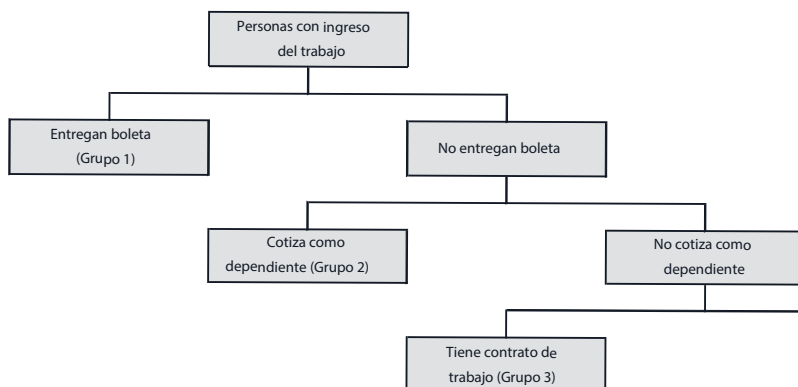 Personas con ingreso
del trabajo
Entregan boleta
(Grupo 1)
No entregan boleta
Cotiza como
dependiente (Grupo 2)
No cotiza como
dependiente
Tiene contrato de
trabajo (Grupo 3)